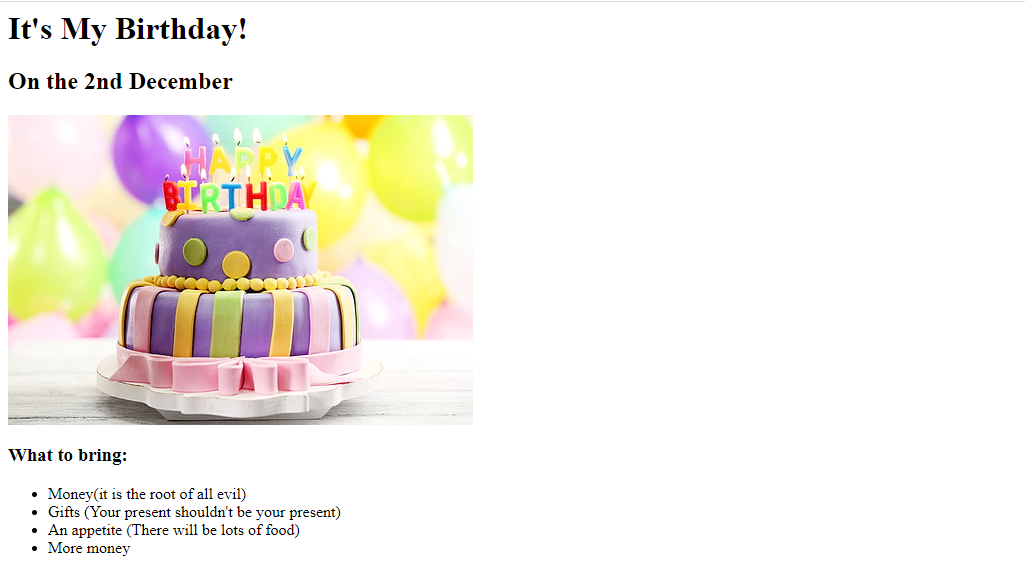 It's My Birthday!
On the 2nd December
HAPPY
BIRTHDAY
What to bring:
Money(it is the root of all evil)
Gifts (Your present shouldn't be your present)
An appetite (There will be lots of food)
More money